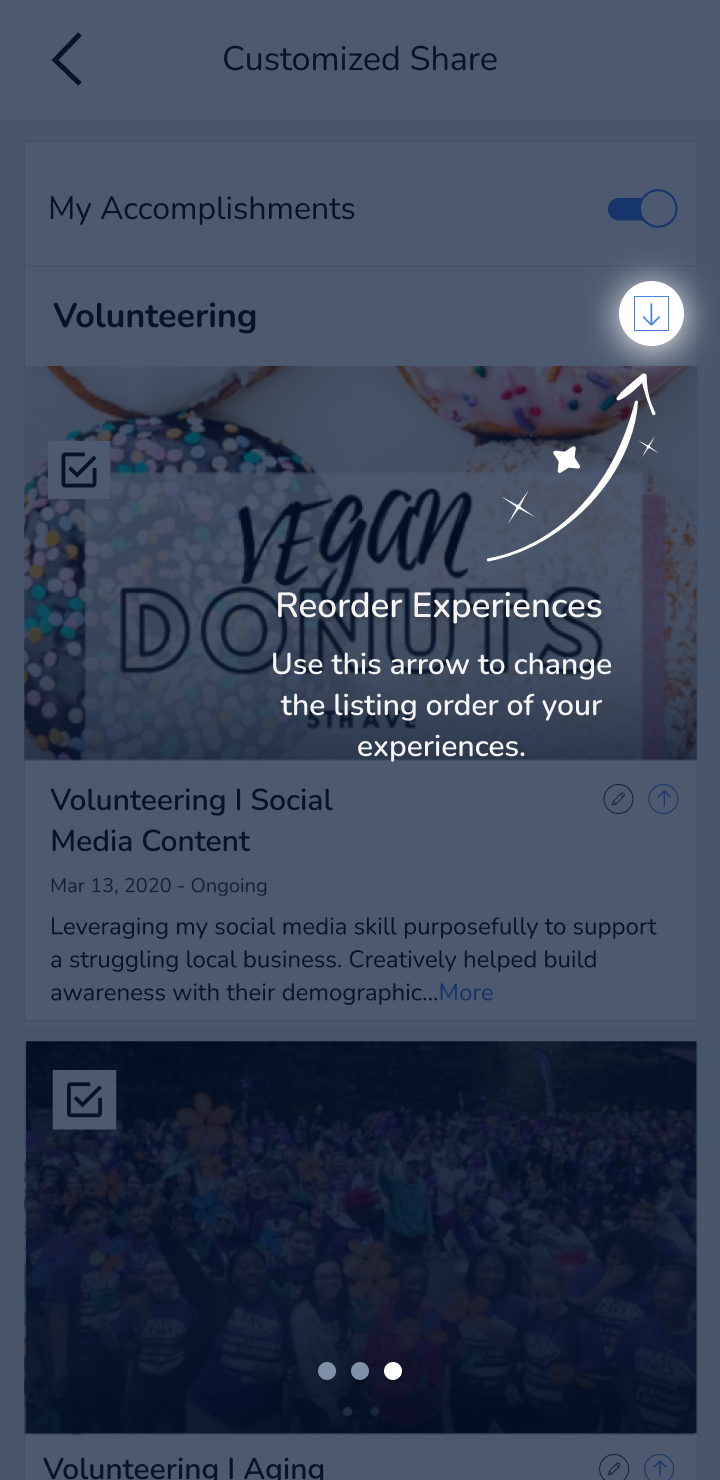 Customized Share
My Accomplishments
Volunteering
VEGAN
DONUTS
5TH AVE
Reorder Experiences
Use this arrow to change
the listing order of your
experiences.
Volunteering I Social
Media Content
Mar 13, 2020 - Ongoing
Leveraging my social media skill purposefully to support
a struggling local business. Creatively helped build
awareness with their demographic...More
Volunteering I Aging